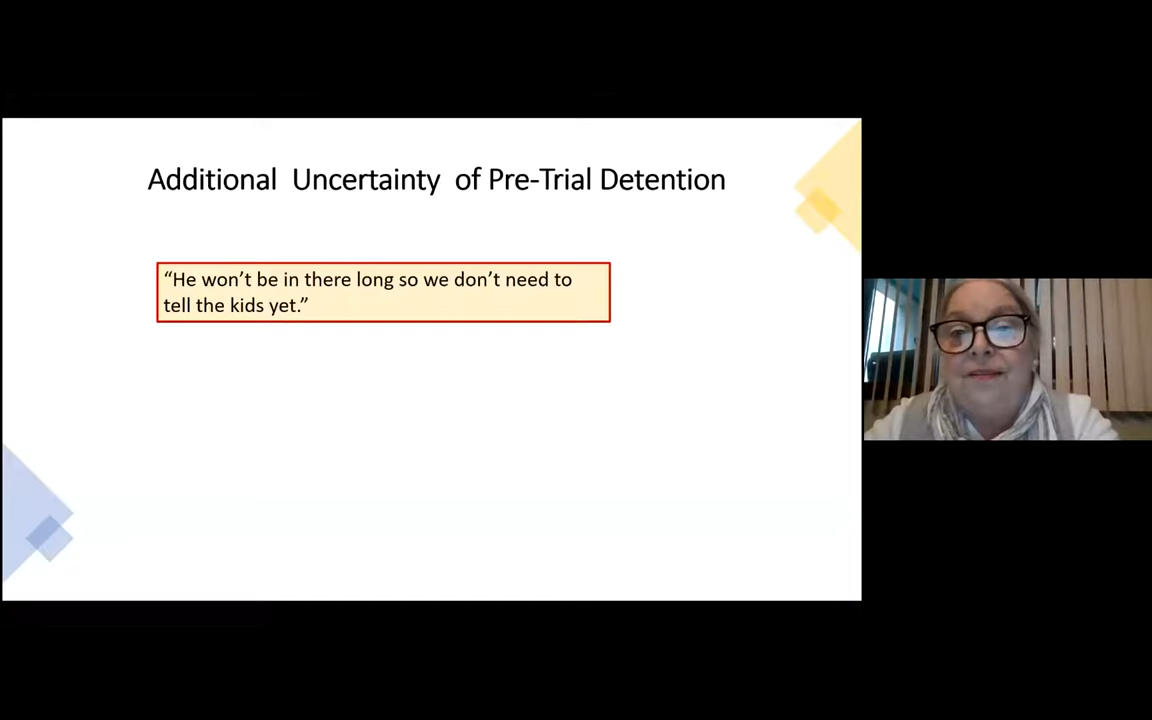 Additional Uncertainty of Pre-Trial Detention
“He won’t be in there long so we don’t need to
tell the kids yet.”